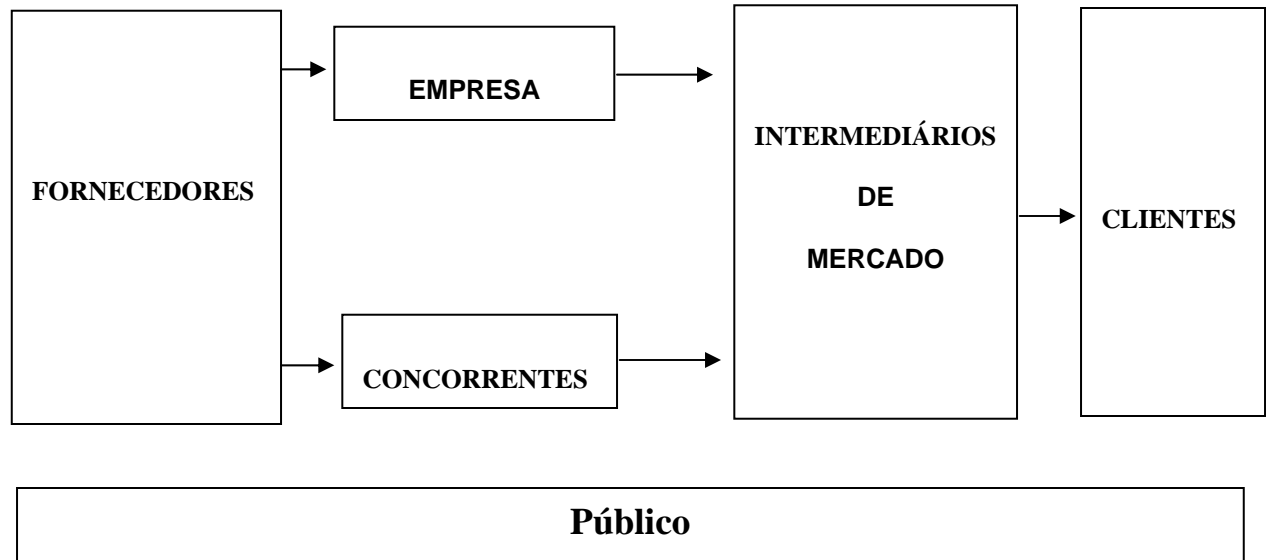 FORNECEDORES
EMPRESA
CONCORRENTES
INTERMEDIÁRIOS
DE
MERCADO
CLIENTES
Público